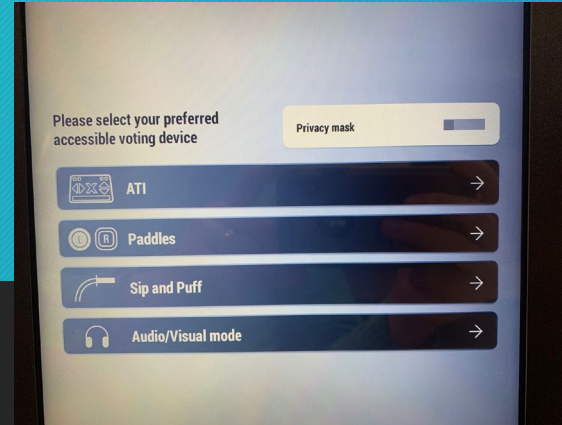 Please select your preferred
accessible voting device
Privacy mask
ATI
L R Paddles
Sip and Puff
Audio/Visual mode